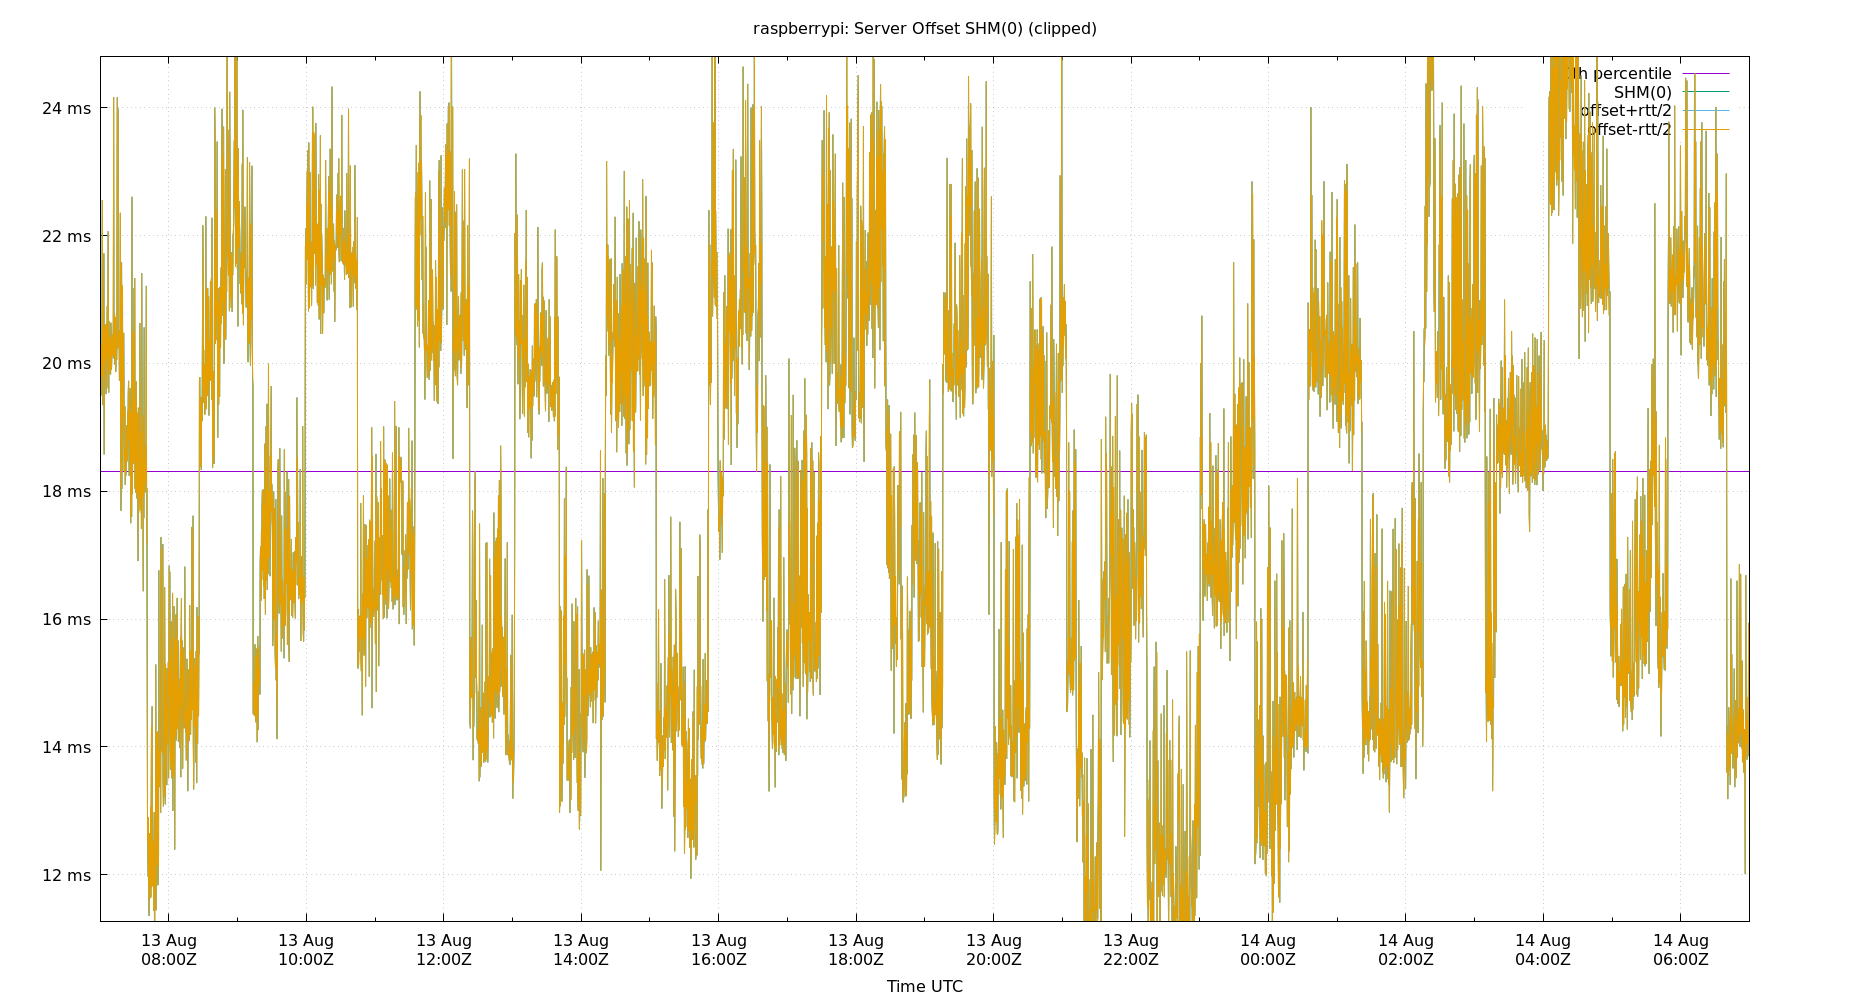 raspberrypi: Server Offset SHM(0) (clipped)
24 ms
22 ms
20 ms
18 ms
16 ms
14 ms
12 ms
percentile
SHM(0)
offset+rtt/2
offset-rtt/2
13 Aug 13 Aug 13 Aug 13 Aug 13 Aug 13 Aug 13 Aug 13 Aug 14 Aug 14 Aug 14 Aug 14 Aug
08:00Z 10:00Z 12:00Z 14:00Z 16:00Z 18:00Z 20:00Z 22:00Z 00:00Z 02:00Z 04:00Z 06:00Z
Time UTC